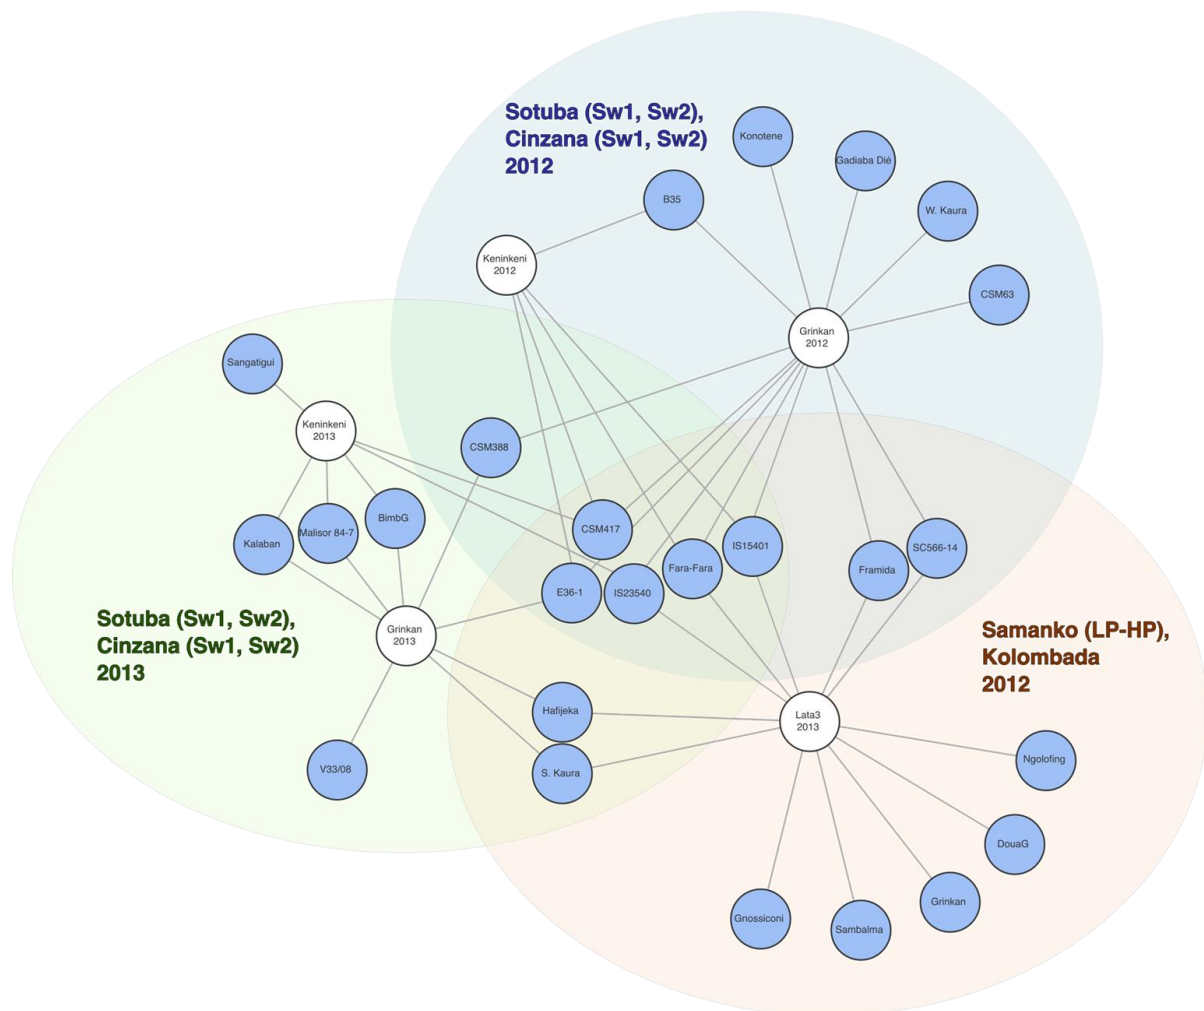 Sotuba (Sw1, Sw2),
Cinzana (Sw1, Sw2)
2012
Konotene
Gadiaba Dié
B35
W. Kaura
Keninkeni
2012
CSM63
Grinkan
2012
Sangatigui
Keninkeni
2013
CSM388
BimbG
Malisor 84-7
Kalaban
CSM417
IS15401
SC566-14
Fara-Fara
Framida
E36-1
IS23540
Sotuba (Sw1, Sw2),
Cinzana (Sw1, Sw2)
2013
Grinkan
2013
Samanko (LP-HP),
Kolombada
2012
Hafijeka
Lata3
2013
V33/08
S. Kaura
Ngolofing
DouaG
Grinkan
Gnossiconi
Sambalma